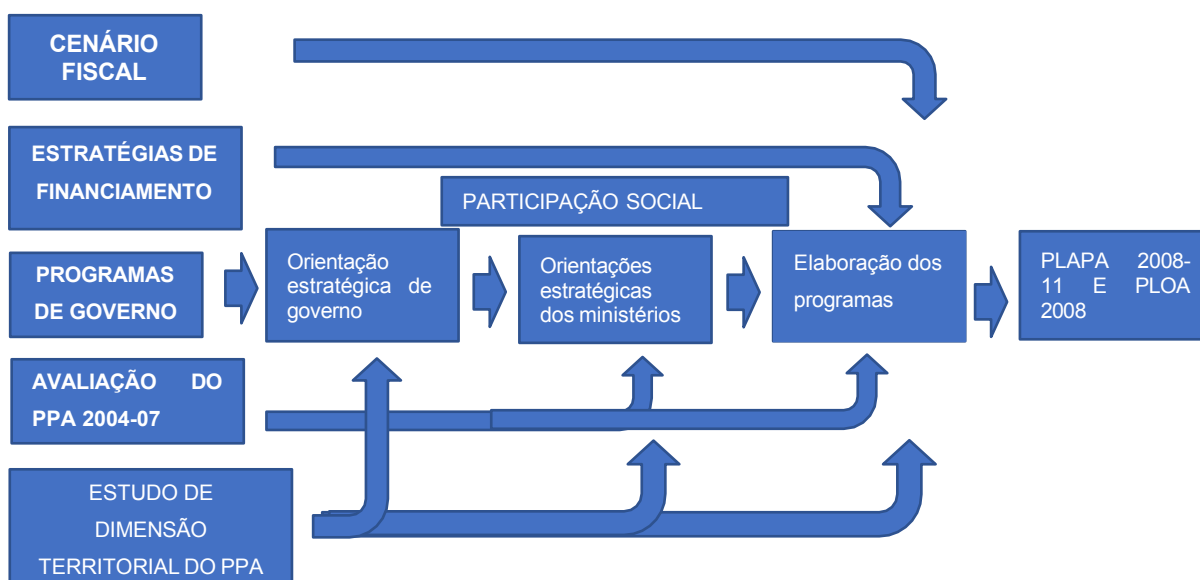 CENÁRIO
FISCAL
ESTRATÉGIAS DE
FINANCIAMENTO
PARTICIPAÇÃO SOCIAL
PROGRAMAS
DE GOVERNO
Orientação
estratégica de
governo
Orientações
estratégicas
dos ministérios
Elaboração dos
programas
PLAPA 2008-
11 E PLOA
2008
AVALIAÇÃO DO
PPA 2004-07
ESTUDO DE
DIMENSÃO
TERRITORIAL DO PPA